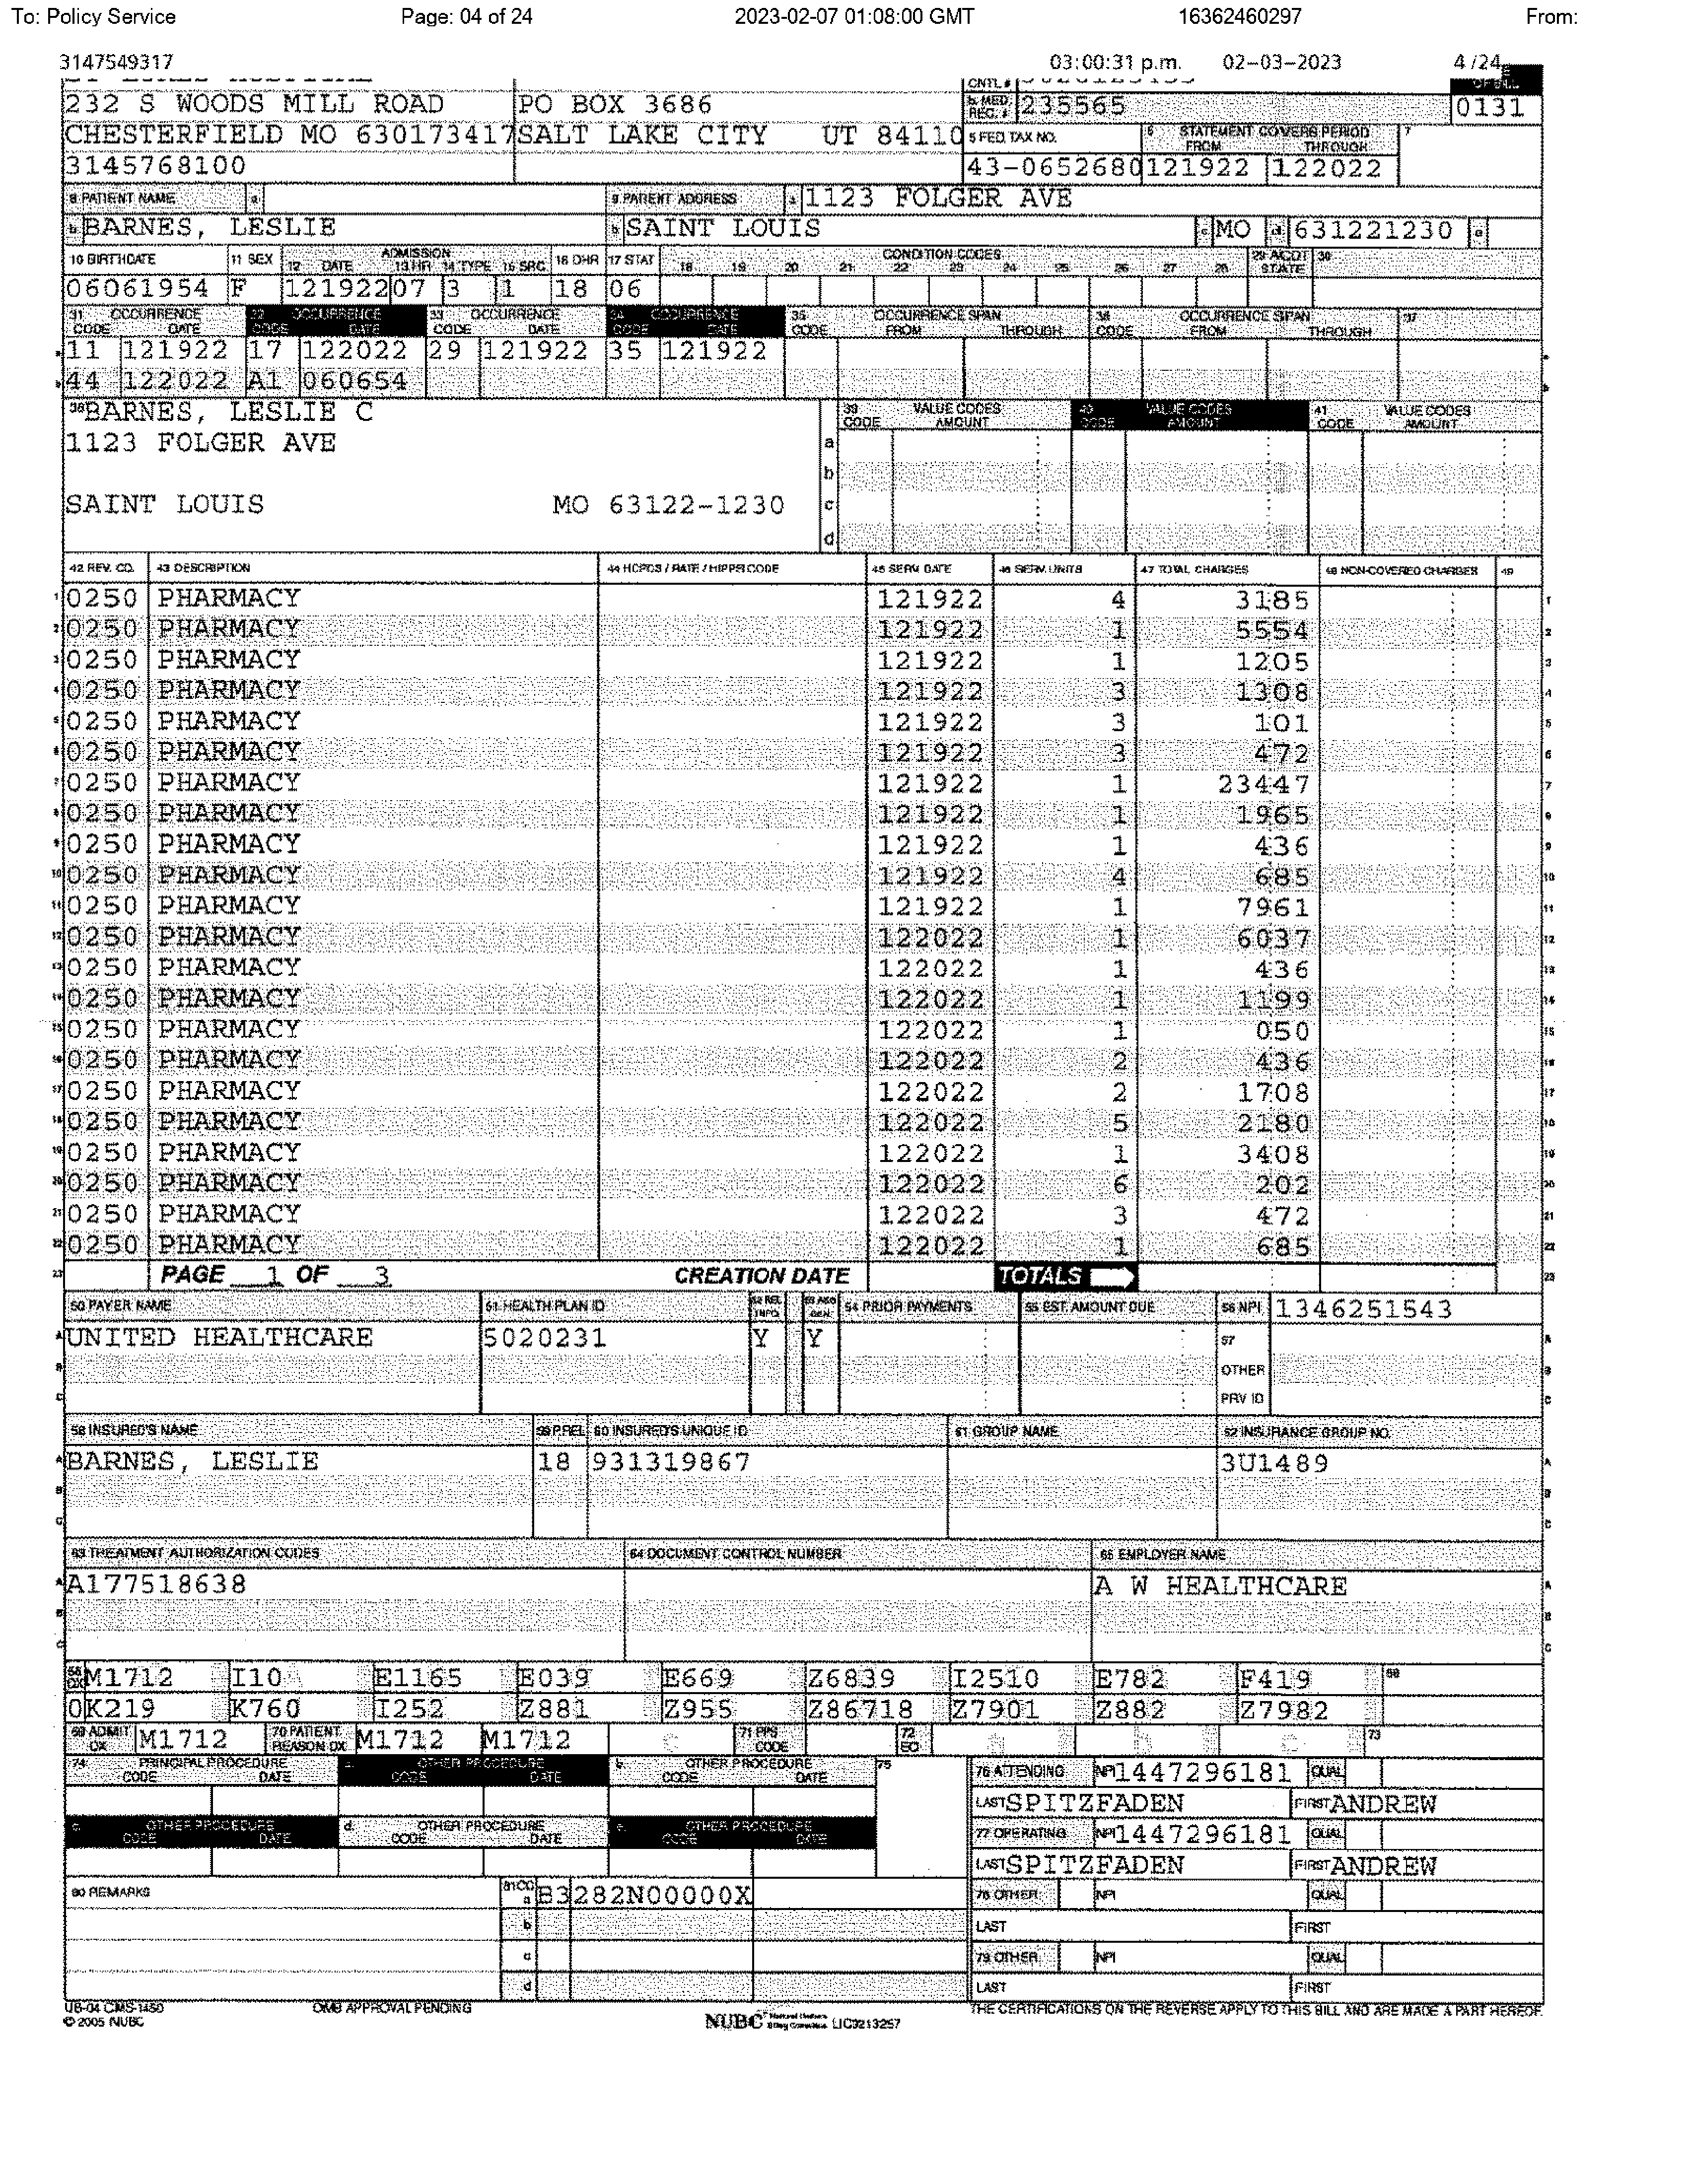 To: Policy Service Page: 04 of 24 2023-02-07 01:08:00 GMT 16362460297 From:
3147549317 03:00:31 p.m. 02-03-2023 4/24
CNTL #
232 S WOODS MILL ROAD PO BOX 3686 b. MED. REC. # 235565 0131
CHESTERFIELD MO 630173417 SALT LAKE CITY UT 84110 5 FED. TAX NO. 6 STATEMENT COVERS PERIOD FROM THROUGH 7
3145768100 43-0652680 121922 122022
8 PATIENT NAME a 9 PATIENT ADDRESS a 1123 FOLGER AVE
b BARNES, LESLIE b SAINT LOUIS c MO d 631221230 e
10 BIRTHDATE 11 SEX 12 DATE ADMISSION 13 HR 14 TYPE 15 SRC 16 DHR 17 STAT 18 19 20 21 CONDITION CODES 22 23 24 25 26 27 28 29 ACDT STATE 30
06061954 F 121922 07 3 1 18 06
31 OCCURRENCE CODE DATE 32 OCCURRENCE CODE DATE 33 OCCURRENCE CODE DATE 34 OCCURRENCE CODE DATE 35 CODE OCCURRENCE SPAN FROM THROUGH 36 CODE OCCURRENCE SPAN FROM THROUGH 37
a 11 121922 17 122022 29 121922 35 121922 a
b 44 122022 A1 060654 b
38 BARNES, LESLIE C 39 CODE VALUE CODES AMOUNT 40 CODE VALUE CODES AMOUNT 41 CODE VALUE CODES AMOUNT
1123 FOLGER AVE a
b
SAINT LOUIS MO 63122-1230 c
d
42 REV. CD. 43 DESCRIPTION 44 HCPCS / RATE / HIPPS CODE 45 SERV. DATE 46 SERV. UNITS 47 TOTAL CHARGES 48 NON-COVERED CHARGES 49
1 0250 PHARMACY 121922 4 3185 1
2 0250 PHARMACY 121922 1 5554 2
3 0250 PHARMACY 121922 1 1205 3
4 0250 PHARMACY 121922 3 1308 4
5 0250 PHARMACY 121922 3 101 5
6 0250 PHARMACY 121922 3 472 6
7 0250 PHARMACY 121922 1 23447 7
8 0250 PHARMACY 121922 1 1965 8
9 0250 PHARMACY 121922 1 436 9
10 0250 PHARMACY 121922 4 685 10
11 0250 PHARMACY 121922 1 7961 11
12 0250 PHARMACY 122022 1 6037 12
13 0250 PHARMACY 122022 1 436 13
14 0250 PHARMACY 122022 1 1199 14
15 0250 PHARMACY 122022 1 050 15
16 0250 PHARMACY 122022 2 436 16
17 0250 PHARMACY 122022 2 1708 17
18 0250 PHARMACY 122022 5 2180 18
19 0250 PHARMACY 122022 1 3408 19
20 0250 PHARMACY 122022 6 202 20
21 0250 PHARMACY 122022 3 472 21
22 0250 PHARMACY 122022 1 685 22
23 PAGE 1 OF 3 CREATION DATE TOTALS 23
50 PAYER NAME 51 HEALTH PLAN ID 52 REL. INFO 53 ASG. BEN. 54 PRIOR PAYMENTS 55 EST. AMOUNT DUE 56 NPI 1346251543
A UNITED HEALTHCARE 5020231 Y Y 57 A
B OTHER B
C PRV ID C
58 INSURED'S NAME 59 P.REL 60 INSURED'S UNIQUE ID 61 GROUP NAME 62 INSURANCE GROUP NO.
A BARNES, LESLIE 18 931319867 3U1489 A
B B
C C
63 TREATMENT AUTHORIZATION CODES 64 DOCUMENT CONTROL NUMBER 65 EMPLOYER NAME
A A177518638 A W HEALTHCARE A
B B
C C
66 DX M1712 I10 E1165 E039 E669 Z6839 I2510 E782 F419 68
0 K219 K760 I252 Z881 Z955 Z86718 Z7901 Z882 Z7982
69 ADMIT DX M1712 70 PATIENT REASON DX M1712 M1712 c 71 PPS CODE 72 ECI a b c 73
74 PRINCIPAL PROCEDURE CODE DATE a. OTHER PROCEDURE CODE DATE b. OTHER PROCEDURE CODE DATE 75 76 ATTENDING NPI 1447296181 QUAL
LAST SPITZFADEN FIRST ANDREW
c. OTHER PROCEDURE CODE DATE d. OTHER PROCEDURE CODE DATE e. OTHER PROCEDURE CODE DATE 77 OPERATING NPI 1447296181 QUAL
LAST SPITZFADEN FIRST ANDREW
80 REMARKS 81CC a B3 282N00000X 78 OTHER NPI QUAL
b LAST FIRST
c 79 OTHER NPI QUAL
d LAST FIRST
UB-04 CMS-1450 OMB APPROVAL PENDING THE CERTIFICATIONS ON THE REVERSE APPLY TO THIS BILL AND ARE MADE A PART HEREOF.
© 2005 NUBC NUBC National Uniform Billing Committee LIC9213257